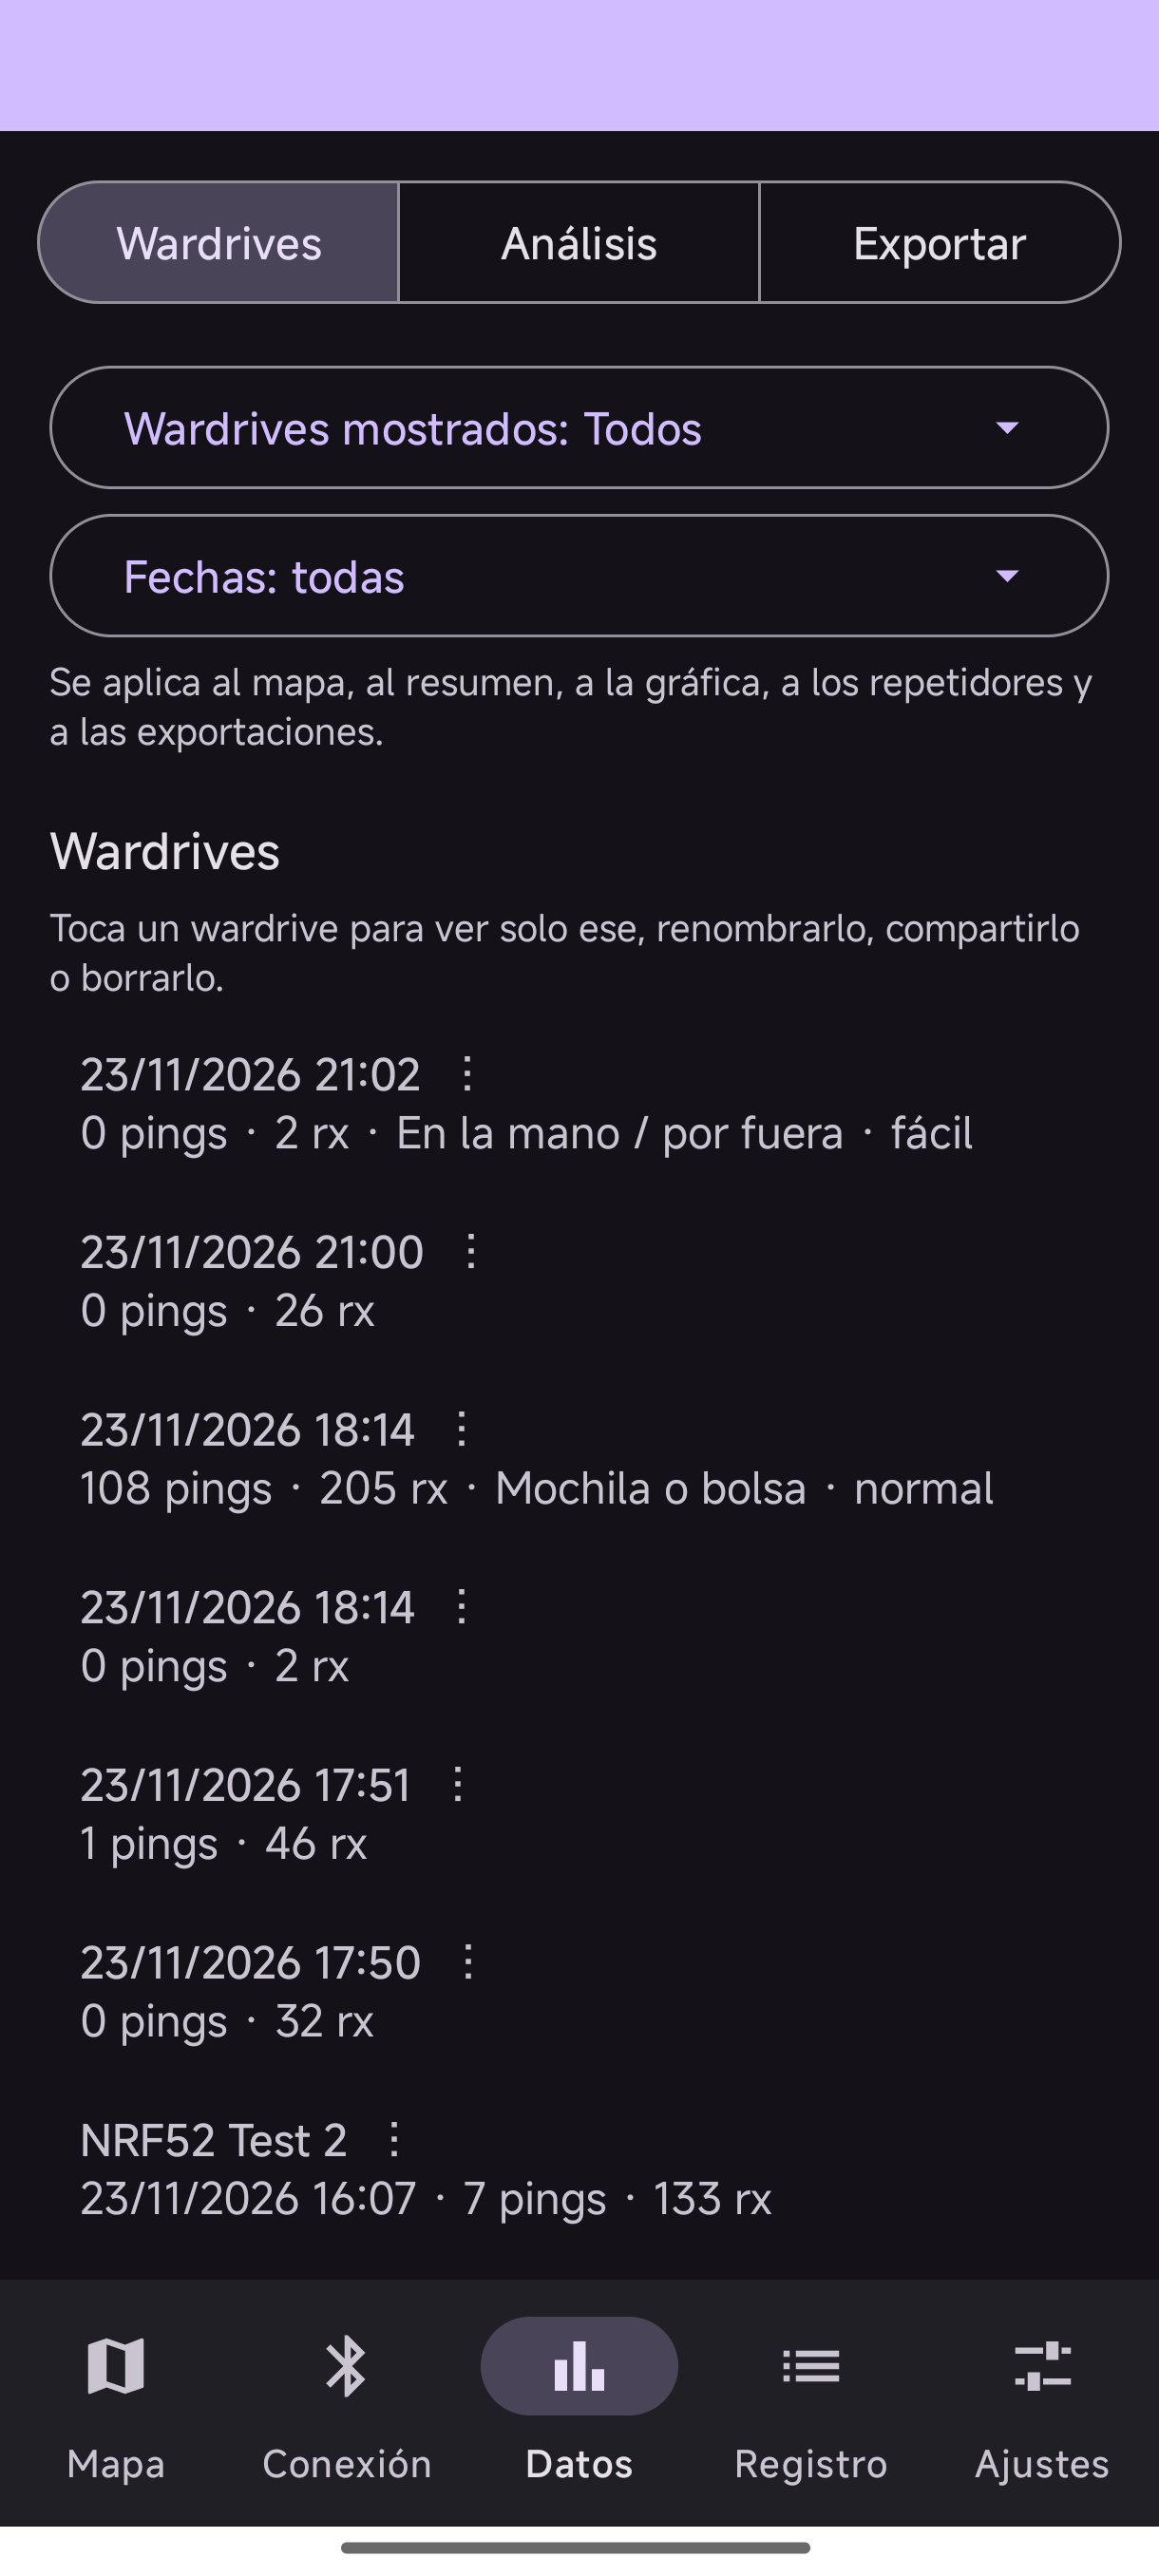 Wardrives
Análisis
Exportar
Wardrives mostrados: Todos
Fechas: todas
Se aplica al mapa, al resumen, a la gráfica, a los repetidores y
a las exportaciones.
Wardrives
Toca un wardrive para ver solo ese, renombrarlo, compartirlo
o borrarlo.
23/11/2026 21:02
0 pings · 2 rx · En la mano / por fuera · fácil
23/11/2026 21:00
0 pings · 26 rx
23/11/2026 18:14
108 pings · 205 rx · Mochila o bolsa · normal
23/11/2026 18:14
0 pings · 2 rx
23/11/2026 17:51
1 pings · 46 rx
23/11/2026 17:50
0 pings · 32 rx
NRF52 Test 2
23/11/2026 16:07 · 7 pings · 133 rx
Mapa
Conexión
Datos
Registro
Ajustes